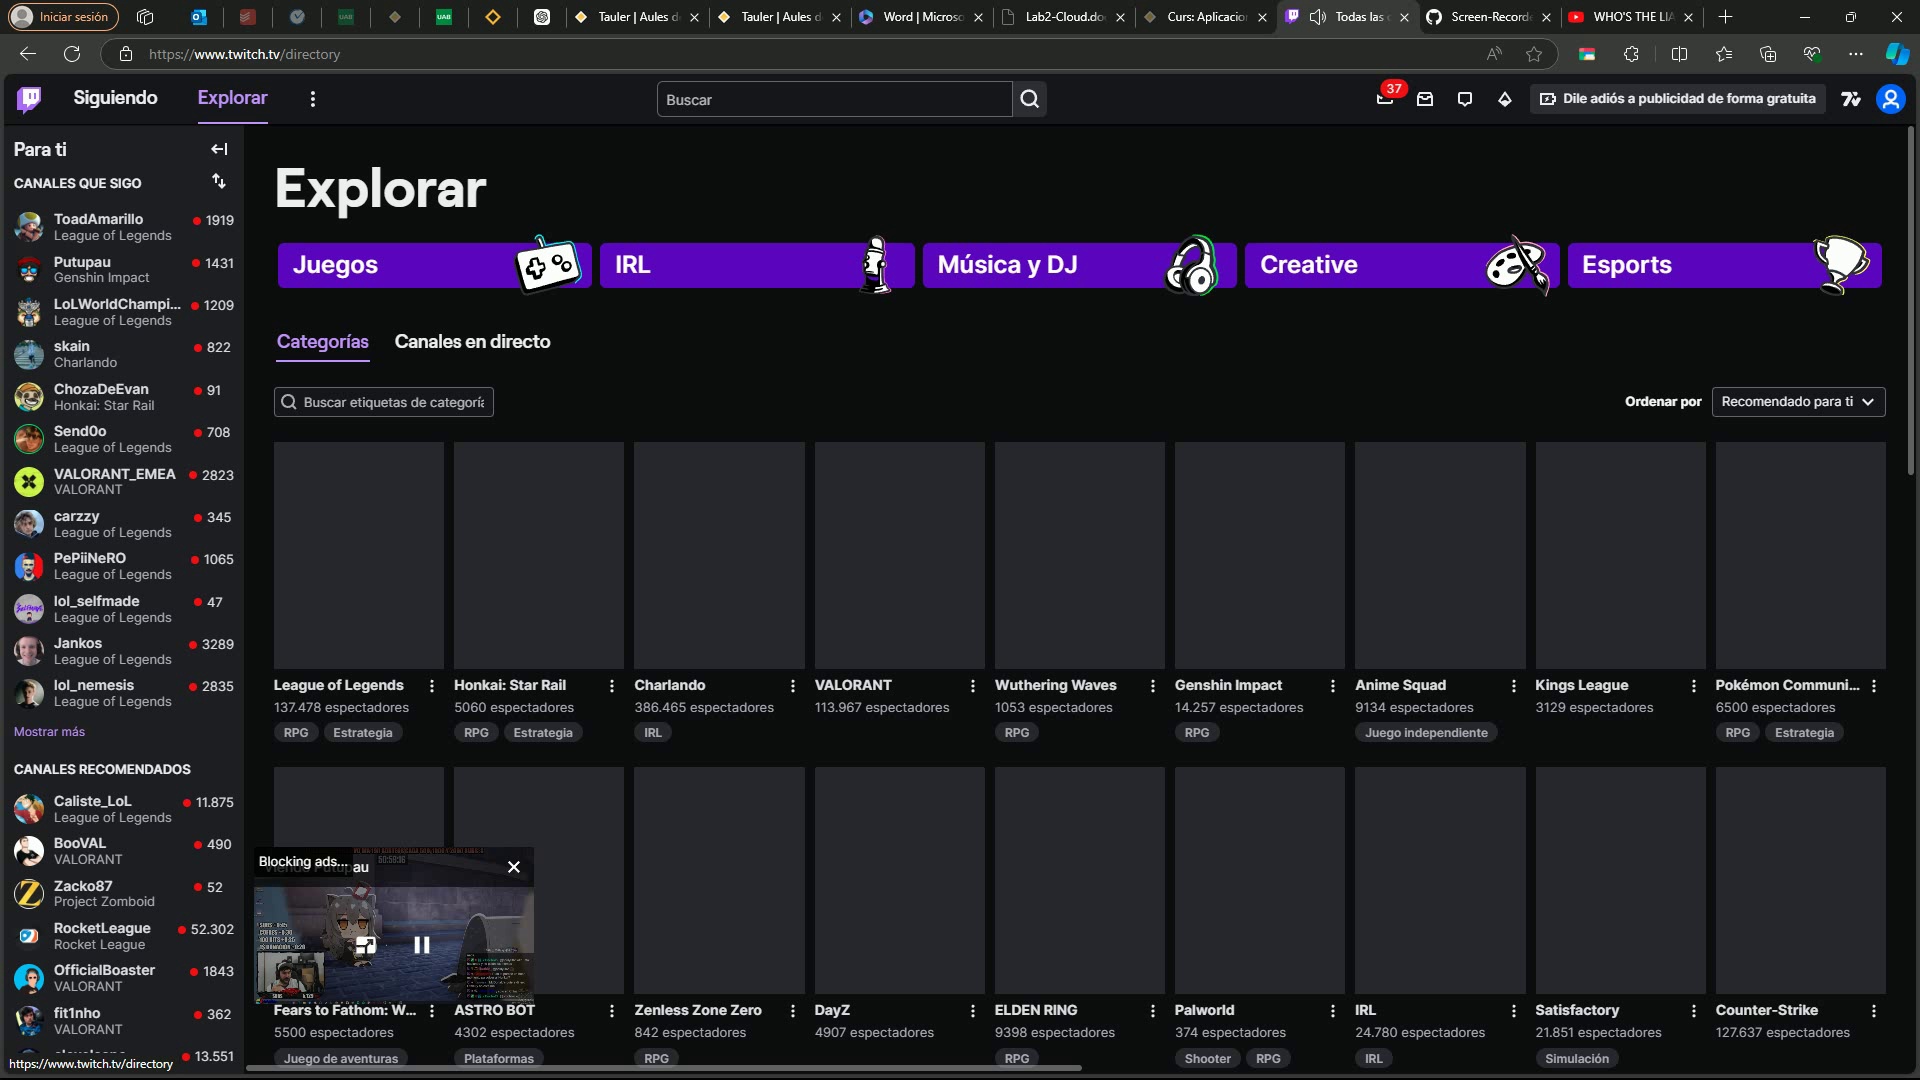 Iniciar sesión
UAB
UAB
Tauler | Aules d
Tauler | Aules d
Word | Micros
Lab2-Cloud.do
Curs: Aplicacio
Todas las
Screen-Record
WHO'S THE LIA
https://www.twitch.tv/directory
Siguiendo
Explorar
Buscar
37
Dile adiós a publicidad de forma gratuita
Para ti
CANALES QUE SIGO
ToadAmarillo
1919
League of Legends
Putupau
1431
Genshin Impact
LoLWorldChampi...
1209
League of Legends
skain
822
Charlando
ChozaDeEvan
91
Honkai: Star Rail
Send0o
708
League of Legends
VALORANT_EMEA
2823
VALORANT
carzzy
345
League of Legends
PePiiNeRO
1065
League of Legends
lol_selfmade
47
League of Legends
Jankos
3289
League of Legends
lol_nemesis
2835
League of Legends
Mostrar más
CANALES RECOMENDADOS
Caliste_LoL
11.875
League of Legends
BooVAL
490
VALORANT
Zacko87
52
Project Zomboid
RocketLeague
52.302
Rocket League
OfficialBoaster
1843
VALORANT
fit1nho
362
VALORANT
13.551
https://www.twitch.tv/directory
Explorar
Juegos
IRL
Música y DJ
Creative
Esports
Categorías
Canales en directo
Buscar etiquetas de categoría
Ordenar por
Recomendado para ti
League of Legends
137.478 espectadores
RPG
Estrategia
Honkai: Star Rail
5060 espectadores
RPG
Estrategia
Charlando
386.465 espectadores
IRL
VALORANT
113.967 espectadores
Wuthering Waves
1053 espectadores
RPG
Genshin Impact
14.257 espectadores
RPG
Anime Squad
9134 espectadores
Juego independiente
Kings League
3129 espectadores
Pokémon Communi...
6500 espectadores
RPG
Estrategia
Blocking ads...
Viendo Putupau
50:59:16
Fears to Fathom: W...
5500 espectadores
Juego de aventuras
ASTRO BOT
4302 espectadores
Plataformas
Zenless Zone Zero
842 espectadores
RPG
DayZ
4907 espectadores
ELDEN RING
9398 espectadores
RPG
Palworld
374 espectadores
Shooter
RPG
IRL
24.780 espectadores
IRL
Satisfactory
21.851 espectadores
Simulación
Counter-Strike
127.637 espectadores